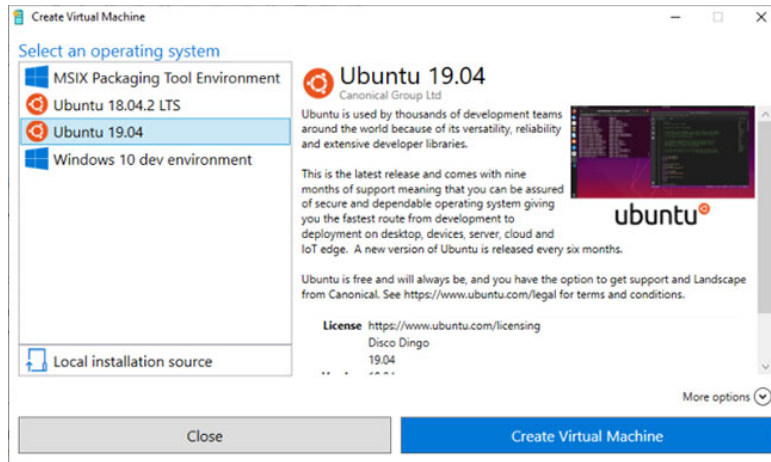 Create Virtual Machine
Select an operating system
MSIX Packaging Tool Environment
Ubuntu 18.04.2 LTS
Ubuntu 19.04
Windows 10 dev environment
Local installation source
Ubuntu 19.04
Canonical Group Ltd
Ubuntu is used by thousands of development teams
around the world because of its versatility, reliability
and extensive developer libraries.
This is the latest release and comes with nine
months of support meaning that you can be assured
of secure and dependable operating system giving
you the fastest route from development to
deployment on desktop, devices, server, cloud and
IoT edge. A new version of Ubuntu is released every six months.
ubuntu
Ubuntu is free and will always be, and you have the option to get support and Landscape
from Canonical. See https://www.ubuntu.com/legal for terms and conditions.
License https://www.ubuntu.com/licensing
Disco Dingo
19.04
More options
Close
Create Virtual Machine